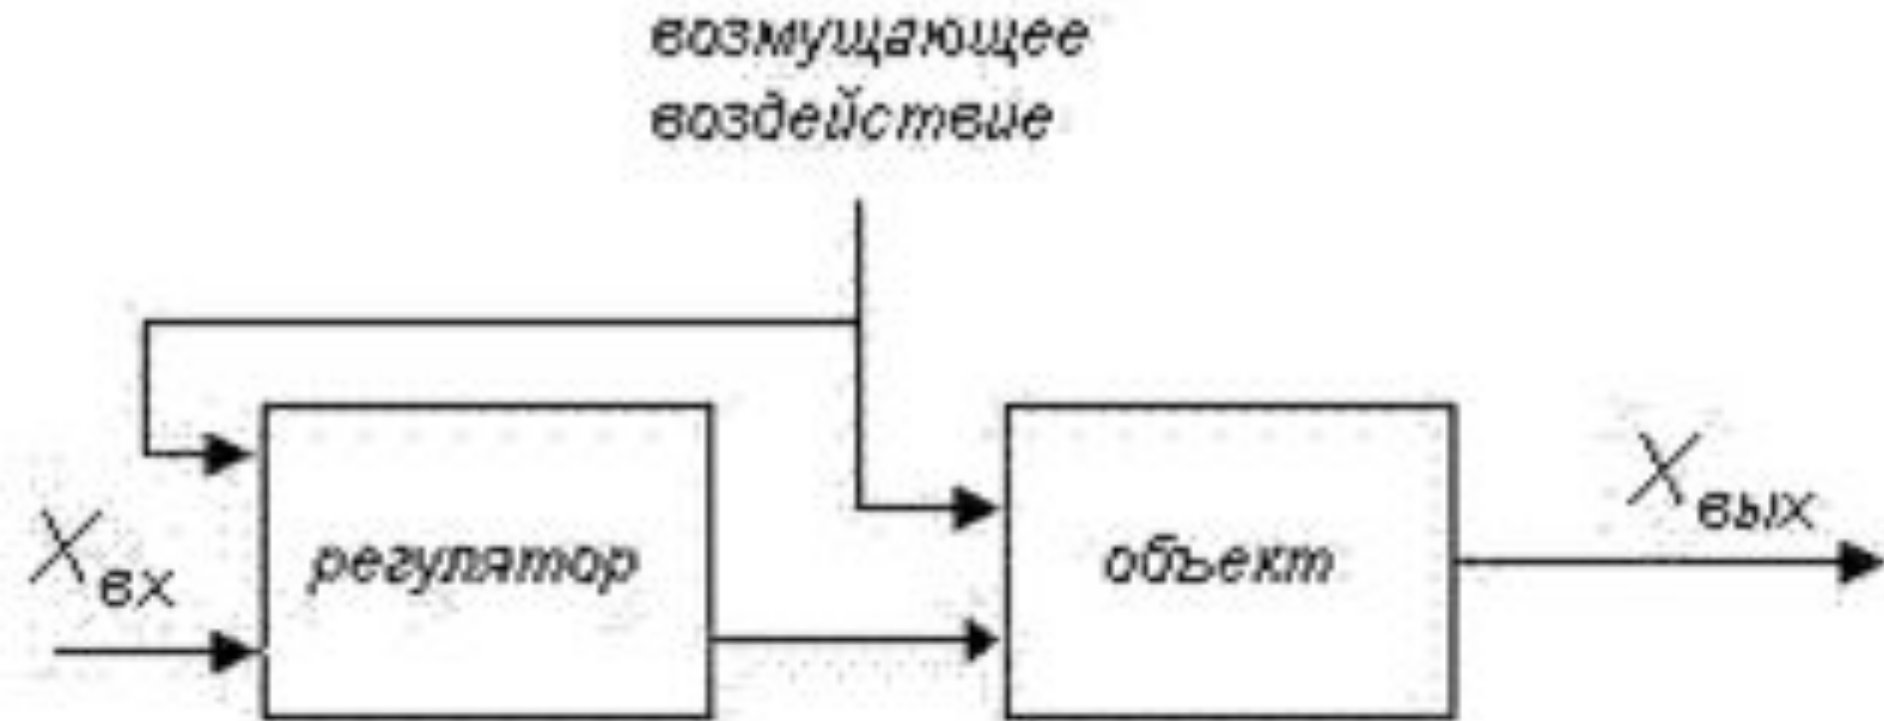 возмущающее
воздействие
Xвх
регулятор
объект
Xвых